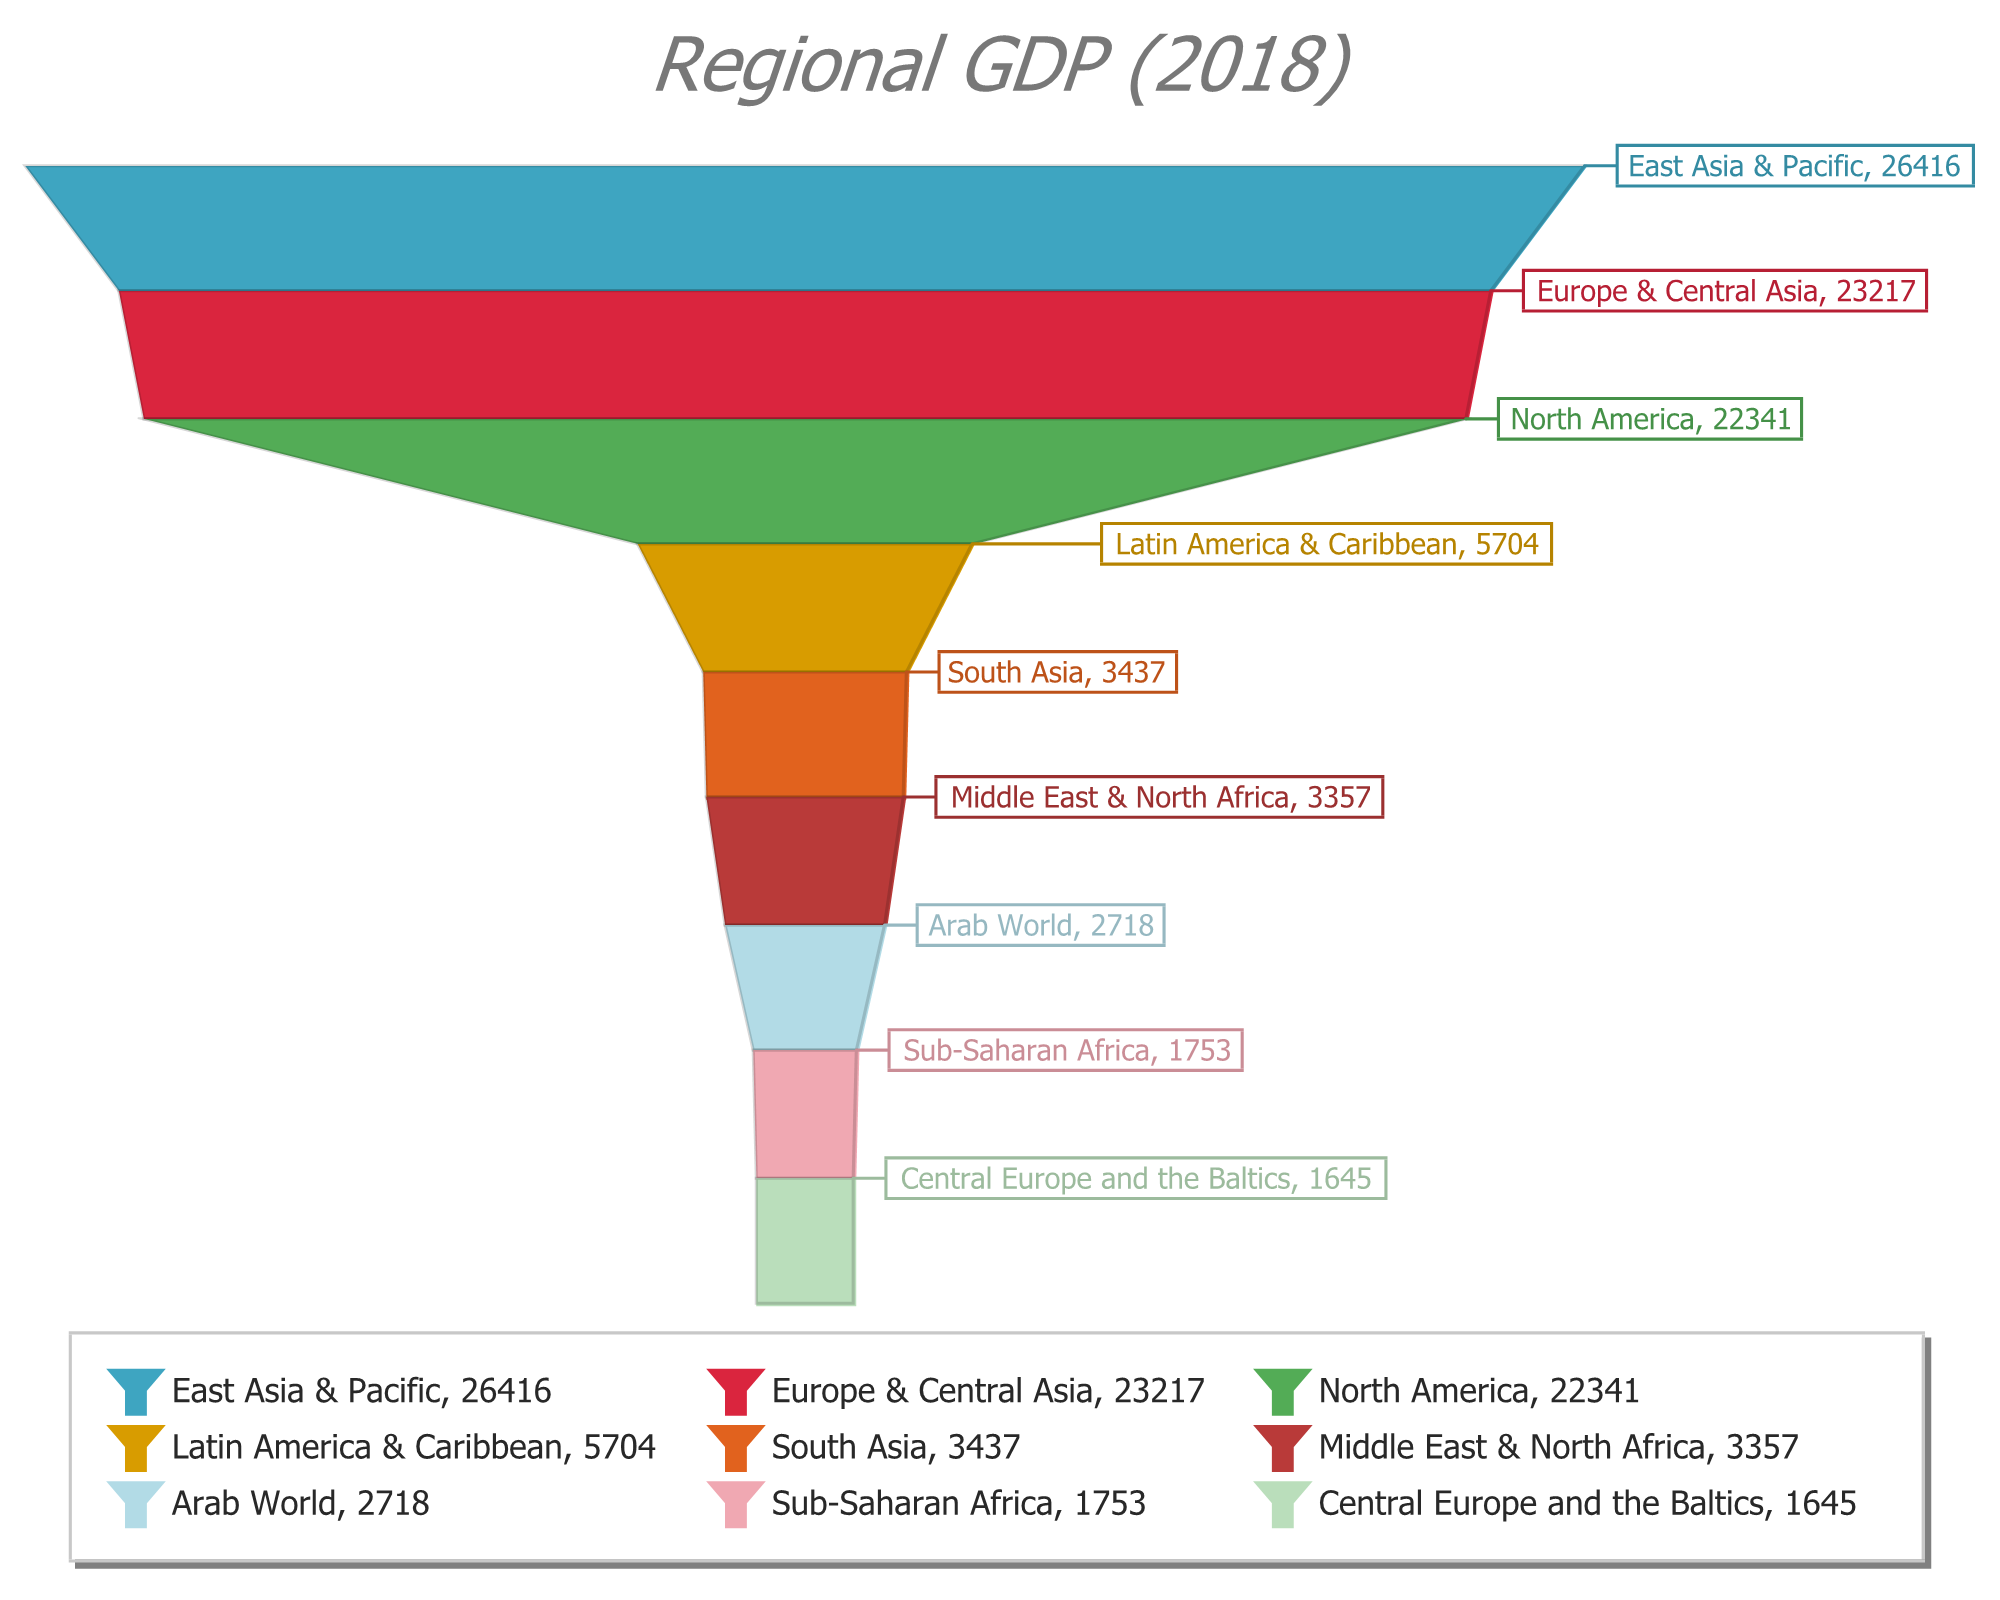 Regional GDP (2018)
East Asia & Pacific, 26416
Europe & Central Asia, 23217
North America, 22341
Latin America & Caribbean, 5704
South Asia, 3437
Middle East & North Africa, 3357
Arab World, 2718
Sub-Saharan Africa, 1753
Central Europe and the Baltics, 1645
East Asia & Pacific, 26416
Europe & Central Asia, 23217
North America, 22341
Latin America & Caribbean, 5704
South Asia, 3437
Middle East & North Africa, 3357
Arab World, 2718
Sub-Saharan Africa, 1753
Central Europe and the Baltics, 1645